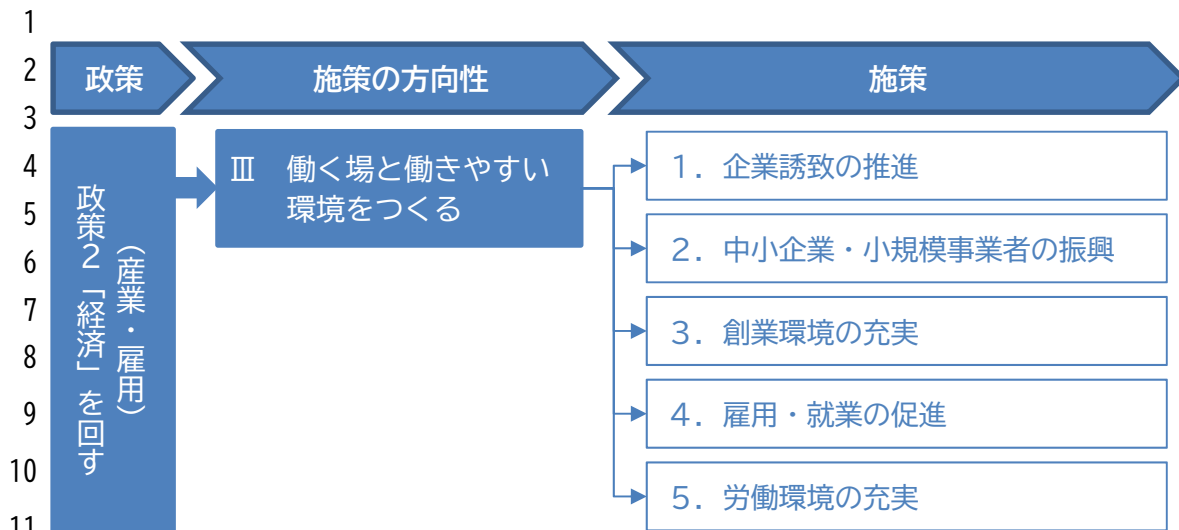 1
2
3
4
5
6
7
8
9
10
11
政策
施策の方向性
施策
政策2「経済」を回す
（産業・雇用）
Ⅲ　働く場と働きやすい
環境をつくる
1．企業誘致の推進
2．中小企業・小規模事業者の振興
3．創業環境の充実
4．雇用・就業の促進
5．労働環境の充実